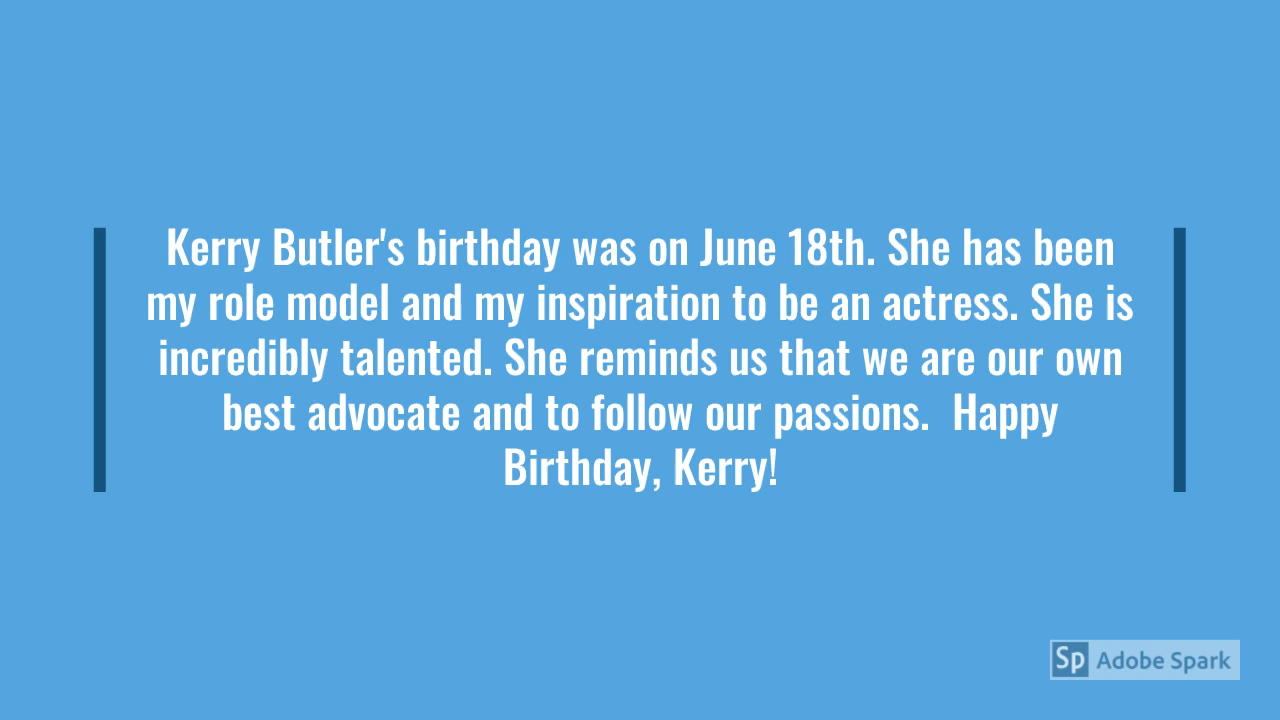 Kerry Butler's birthday was on June 18th. She has been
my role model and my inspiration to be an actress. She is
incredibly talented. She reminds us that we are our own
best advocate and to follow our passions.  Happy
Birthday, Kerry!
Sp Adobe Spark